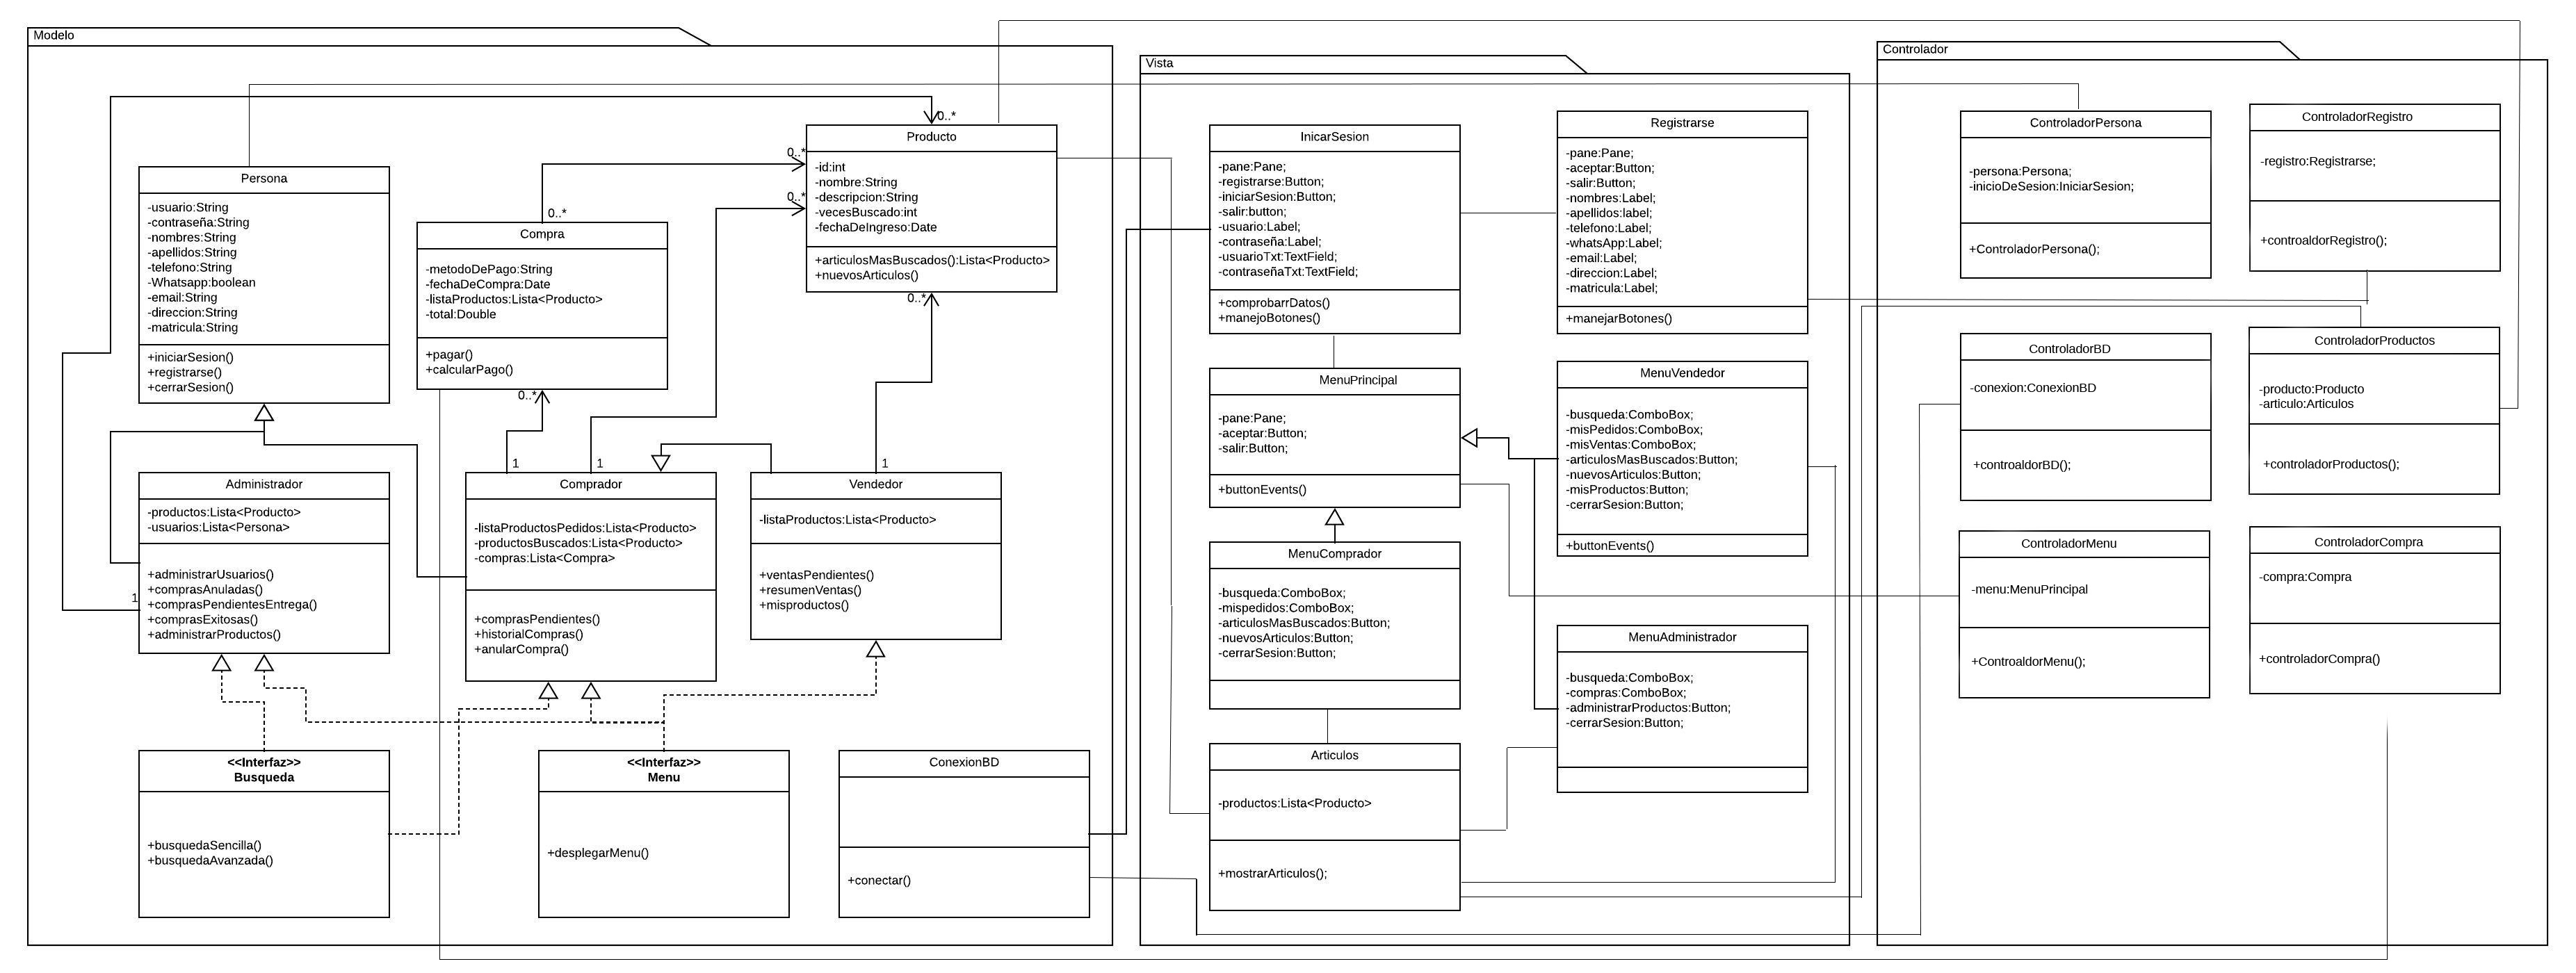 Modelo
Persona
-usuario:String
-contraseña:String
-nombres:String
-apellidos:String
-telefono:String
-Whatsapp:boolean
-email:String
-direccion:String
-matricula:String
+iniciarSesion()
+registrarse()
+cerrarSesion()
Compra
-metodoDePago:String
-fechaDeCompra:Date
-listaProductos:Lista<Producto>
-total:Double
+pagar()
+calcularPago()
0..*
0..*
Producto
-id:int
-nombre:String
-descripcion:String
-vecesBuscado:int
-fechaDeIngreso:Date
+articulosMasBuscados():Lista<Producto>
+nuevosArticulos()
0..*
0..*
0..*
0..*
Administrador
-productos:Lista<Producto>
-usuarios:Lista<Persona>
+administrarUsuarios()
+comprasAnuladas()
+comprasPendientesEntrega()
+comprasExitosas()
+administrarProductos()
1
Comprador
-listaProductosPedidos:Lista<Producto>
-productosBuscados:Lista<Producto>
-compras:Lista<Compra>
+comprasPendientes()
+historialCompras()
+anularCompra()
1
1
Vendedor
-listaProductos:Lista<Producto>
+ventasPendientes()
+resumenVentas()
+misproductos()
1
<<Interfaz>>
Busqueda
+busquedaSencilla()
+busquedaAvanzada()
<<Interfaz>>
Menu
+desplegarMenu()
ConexionBD
+conectar()
Vista
InicarSesion
-pane:Pane;
-registrarse:Button;
-iniciarSesion:Button;
-salir:button;
-usuario:Label;
-contraseña:Label;
-usuarioTxt:TextField;
-contraseñaTxt:TextField;
+comprobarrDatos()
+manejoBotones()
Registrarse
-pane:Pane;
-aceptar:Button;
-salir:Button;
-nombres:Label;
-apellidos:label;
-telefono:Label;
-whatsApp:Label;
-email:Label;
-direccion:Label;
-matricula:Label;
+manejarBotones()
MenuPrincipal
-pane:Pane;
-aceptar:Button;
-salir:Button;
+buttonEvents()
MenuVendedor
-busqueda:ComboBox;
-misPedidos:ComboBox;
-misVentas:ComboBox;
-articulosMasBuscados:Button;
-nuevosArticulos:Button;
-misProductos:Button;
-cerrarSesion:Button;
+buttonEvents()
MenuComprador
-busqueda:ComboBox;
-mispedidos:ComboBox;
-articulosMasBuscados:Button;
-nuevosArticulos:Button;
-cerrarSesion:Button;
MenuAdministrador
-busqueda:ComboBox;
-compras:ComboBox;
-administrarProductos:Button;
-cerrarSesion:Button;
Articulos
-productos:Lista<Producto>
+mostrarArticulos();
Controlador
ControladorPersona
-persona:Persona;
-inicioDeSesion:IniciarSesion;
+ControladorPersona();
ControladorRegistro
-registro:Registrarse;
+controaldorRegistro();
ControladorBD
-conexion:ConexionBD
+controaldorBD();
ControladorProductos
-producto:Producto
-articulo:Articulos
+controladorProductos();
ControladorMenu
-menu:MenuPrincipal
+ControaldorMenu();
ControladorCompra
-compra:Compra
+controladorCompra()